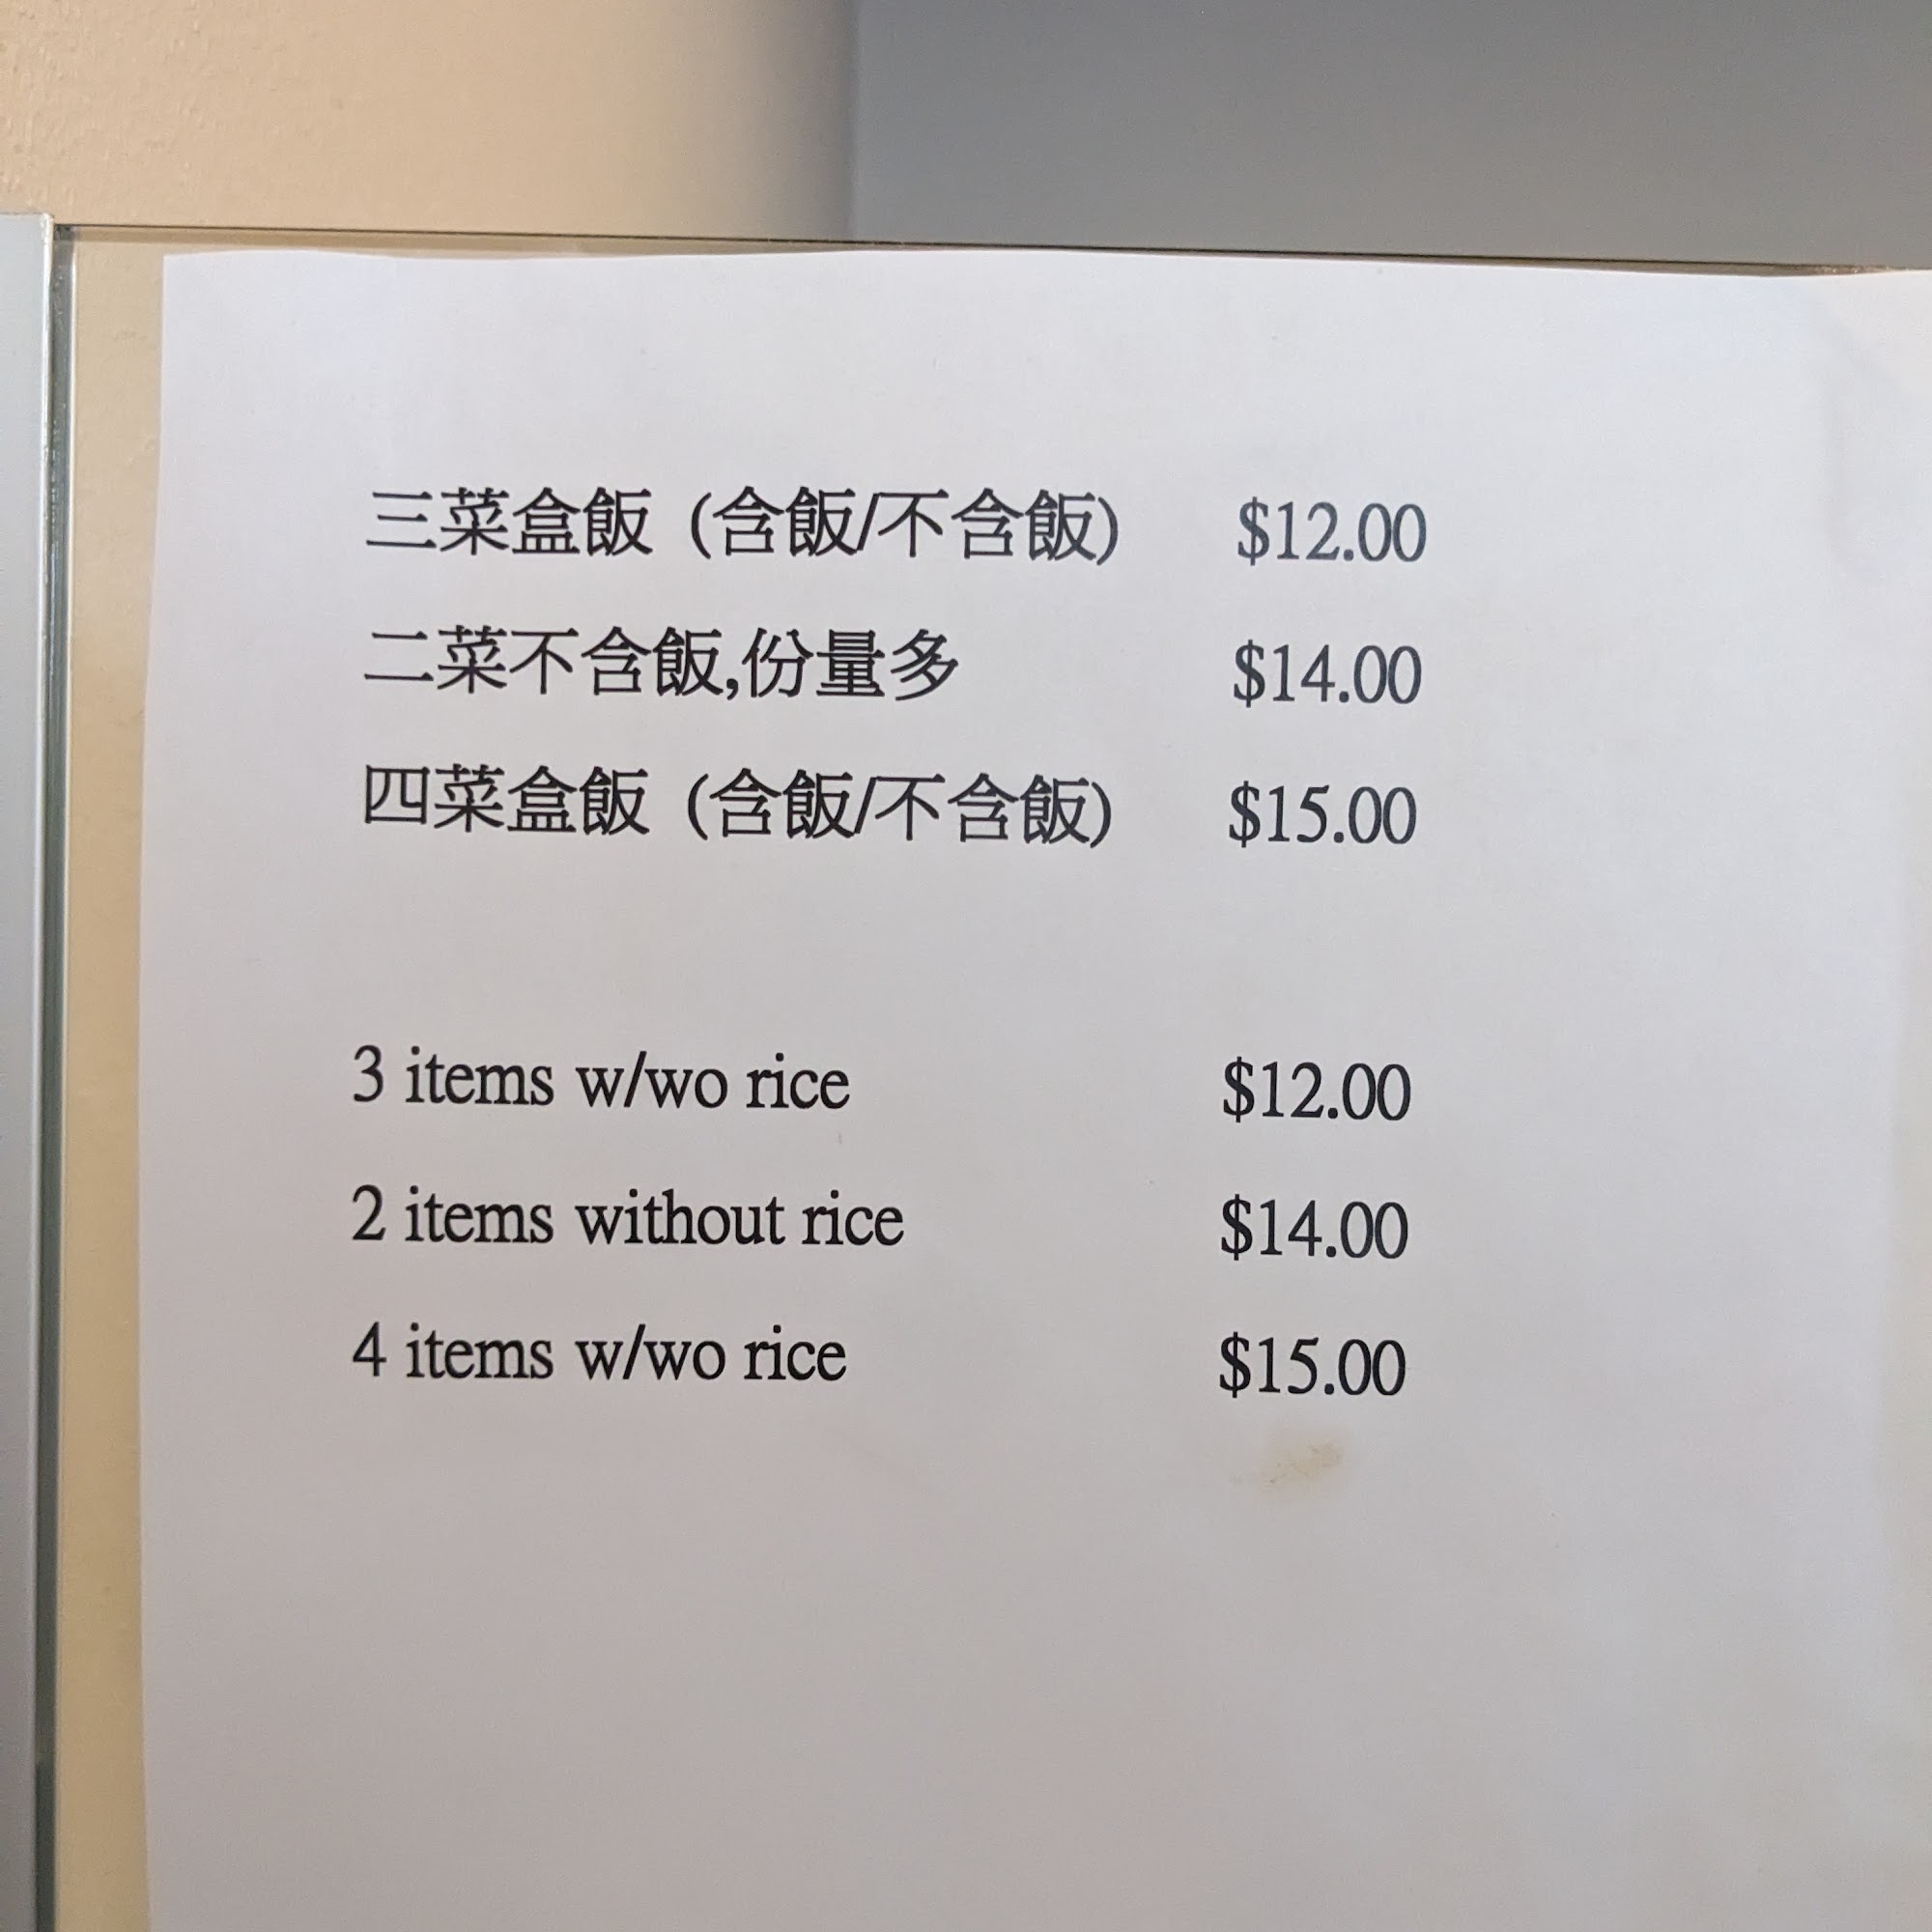 三菜盒飯 (含飯/不含飯) $12.00
二菜不含飯,份量多 $14.00
四菜盒飯 (含飯/不含飯) $15.00
3 items w/wo rice $12.00
2 items without rice $14.00
4 items w/wo rice $15.00